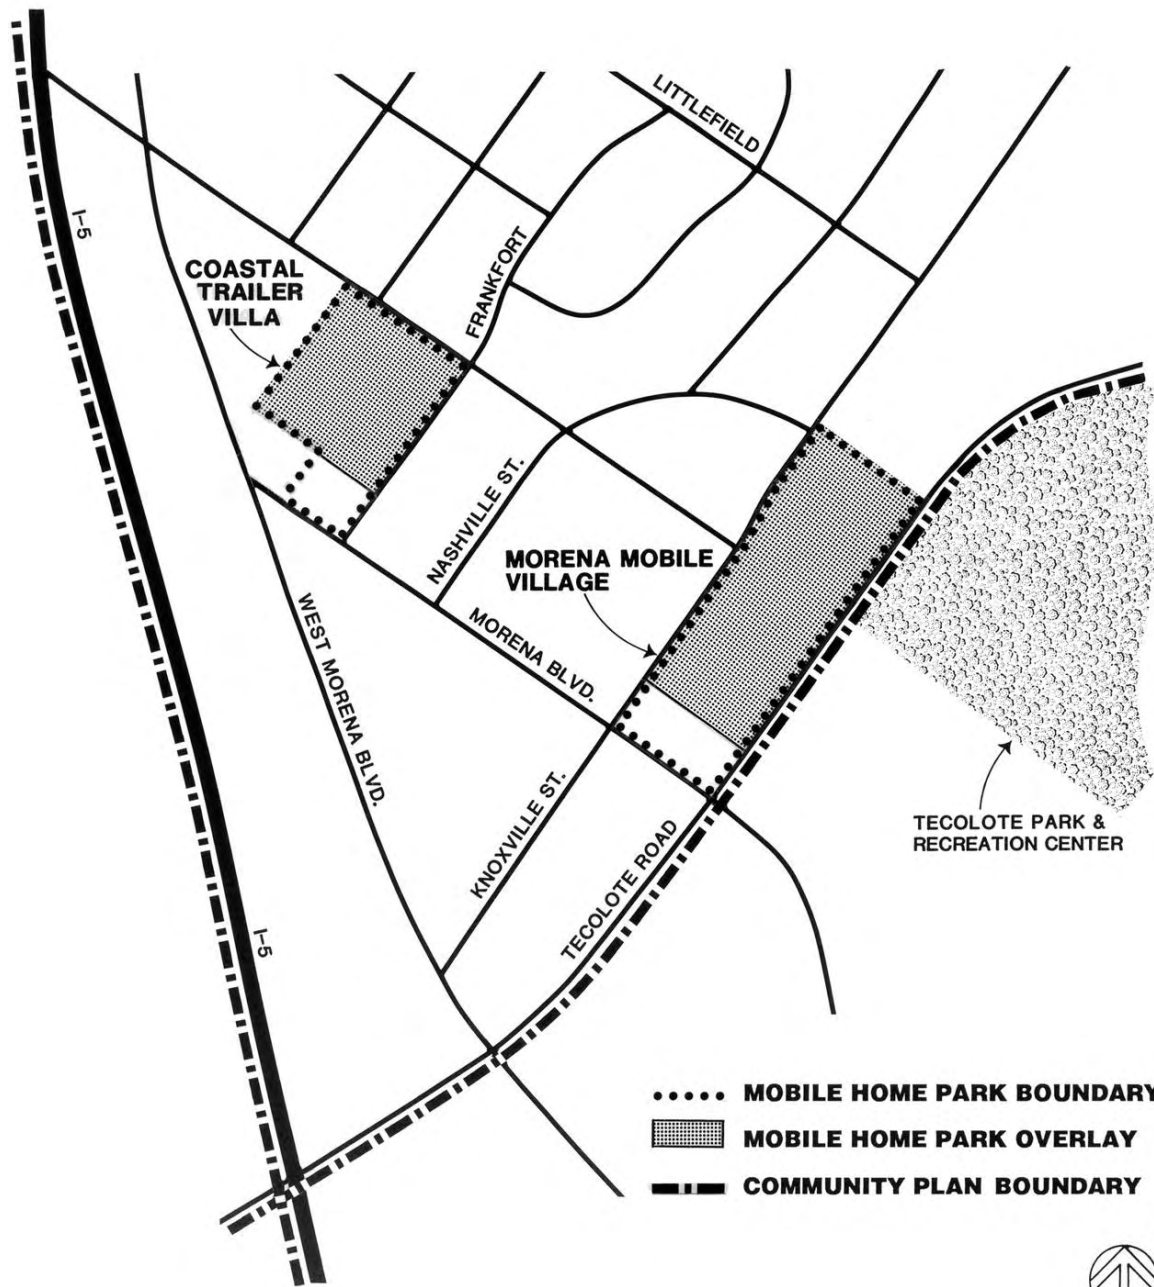 LITTLEFIELD
I-5
COASTAL
TRAILER
VILLA
FRANKFORT
NASHVILLE ST.
MORENA MOBILE
VILLAGE
WEST MORENA BLVD.
MORENA BLVD.
KNOXVILLE ST.
TECOLOTE ROAD
TECOLOTE PARK &
RECREATION CENTER
I-5
MOBILE HOME PARK BOUNDARY
MOBILE HOME PARK OVERLAY
COMMUNITY PLAN BOUNDARY